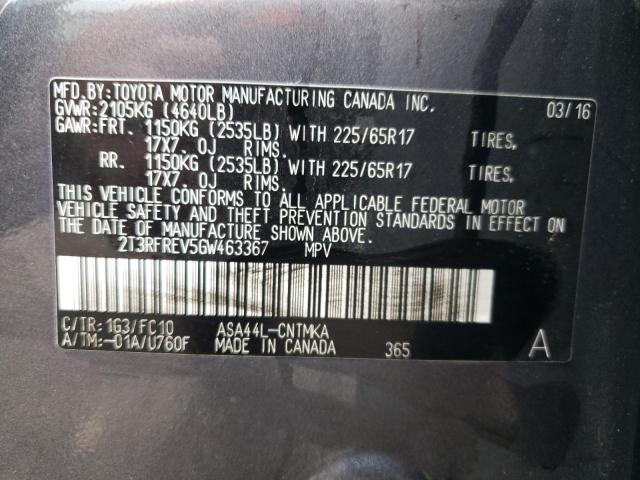 MFD.BY:TOYOTA MOTOR MANUFACTURING CANADA INC. 03/16
GVWR:2105KG (4640LB)
GAWR:FRT. 1150KG (2535LB) WITH 225/65R17 TIRES,
17X7. 0J RIMS.
RR. 1150KG (2535LB) WITH 225/65R17 TIRES,
17X7. 0J RIMS.
THIS VEHICLE CONFORMS TO ALL APPLICABLE FEDERAL MOTOR
VEHICLE SAFETY AND THEFT PREVENTION STANDARDS IN EFFECT ON
THE DATE OF MANUFACTURE SHOWN ABOVE.
2T3RFREV5GW463367 MPV
C/TR:1G3/FC10 ASA44L-CNTMKA
A/TM:-01A/U760F MADE IN CANADA 365 A